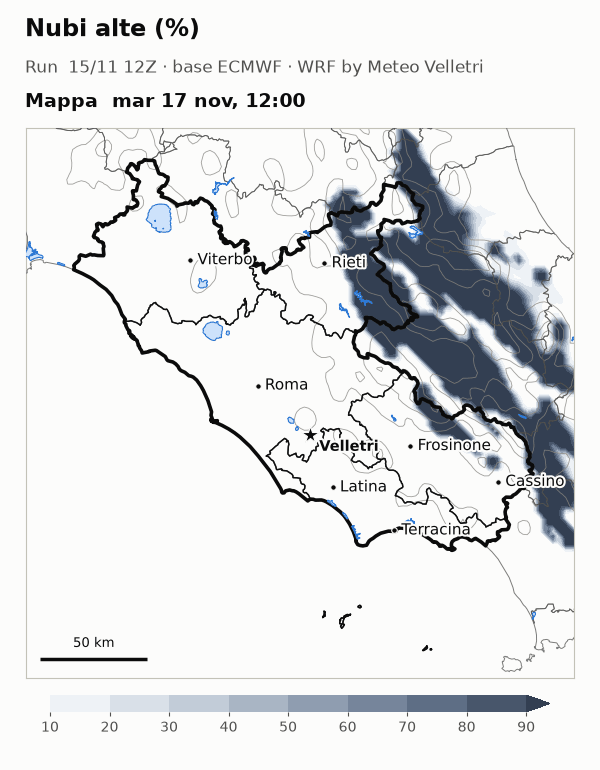 Nubi alte (%)
Run  15/11 12Z · base ECMWF · WRF by Meteo Velletri
Mappa  mar 17 nov, 12:00
Viterbo
Rieti
Roma
Velletri
Frosinone
Cassino
Latina
Terracina
50 km
10 20 30 40 50 60 70 80 90